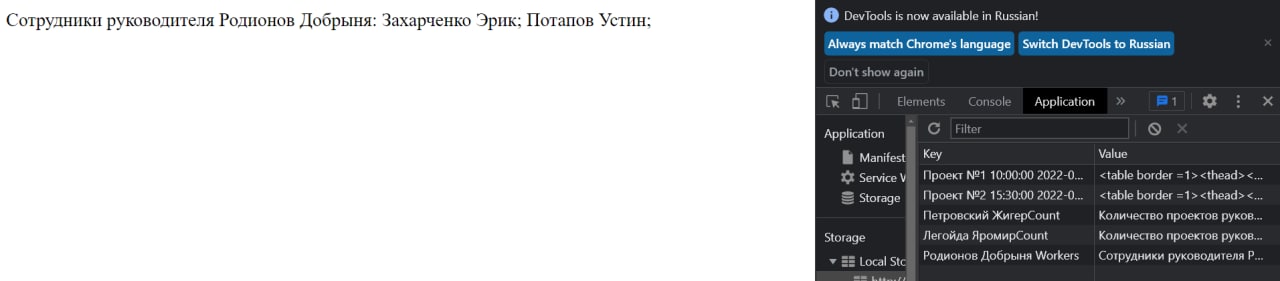 Сотрудники руководителя Родионов Добрыня: Захарченко Эрик; Потапов Устин;
DevTools is now available in Russian!
Always match Chrome's language
Switch DevTools to Russian
Don't show again
Elements Console Application » 1
Application
Manifest
Service W
Storage
Storage
Local Sto
http://
Filter
Key Value
Проект №1 10:00:00 2022-0... <table border =1><thead><...
Проект №2 15:30:00 2022-0... <table border =1><thead><...
Петровский ЖигерCount Количество проектов руков...
Легойда ЯромирCount Количество проектов руков...
Родионов Добрыня Workers Сотрудники руководителя Р...